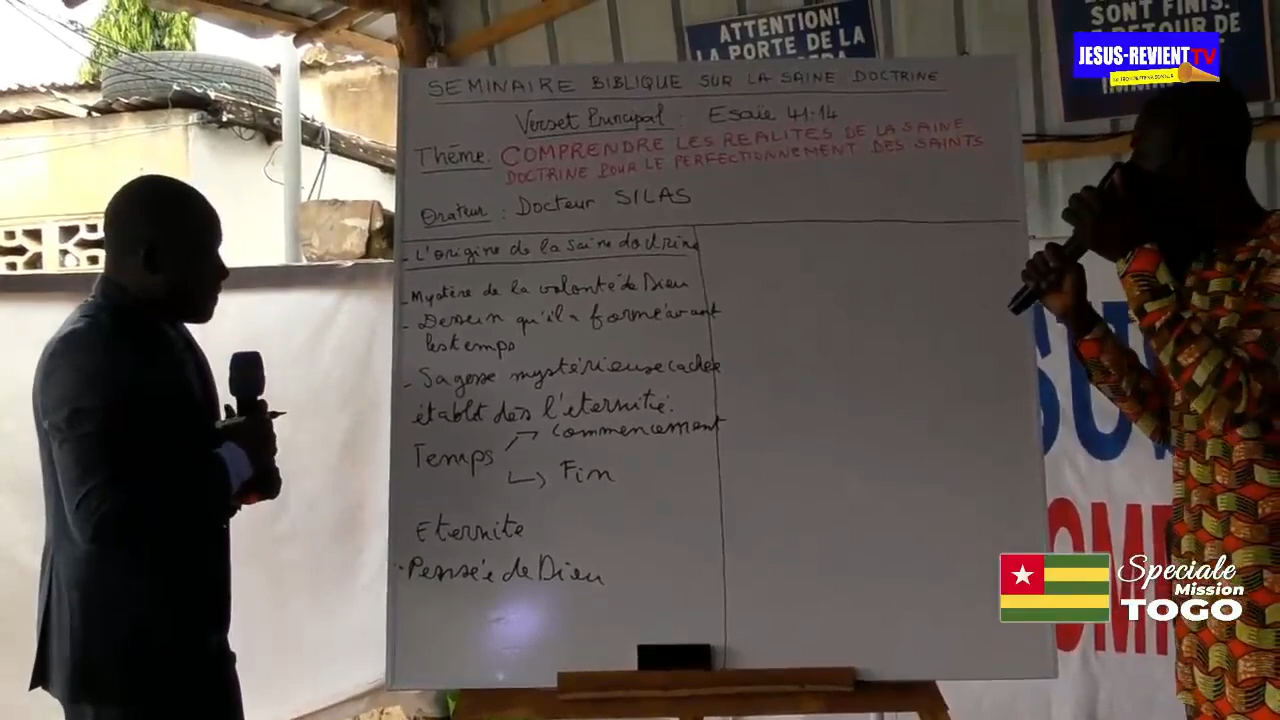 ATTENTION!
LA PORTE DE LA
SONT FINIS.
RETOUR DE
JESUS-REVIENT TV
SEMINAIRE BIBLIQUE SUR LA SAINE DOCTRINE
Verset Principal : Esaïe 41:14
Thème: COMPRENDRE LES REALITES DE LA SAINE
DOCTRINE POUR LE PERFECTIONNEMENT DES SAINTS
Orateur : Docteur SILAS
- L'origine de la saine doctrine
- Mystère de la volonté de Dieu
- Dessein qu'il a formé avant
les temps
- Sagesse mystérieuse cachée
établt dès l'éternité.
Temps → Commencement
→ Fin
Eternite
Pensée de Dieu
Speciale
Mission
TOGO